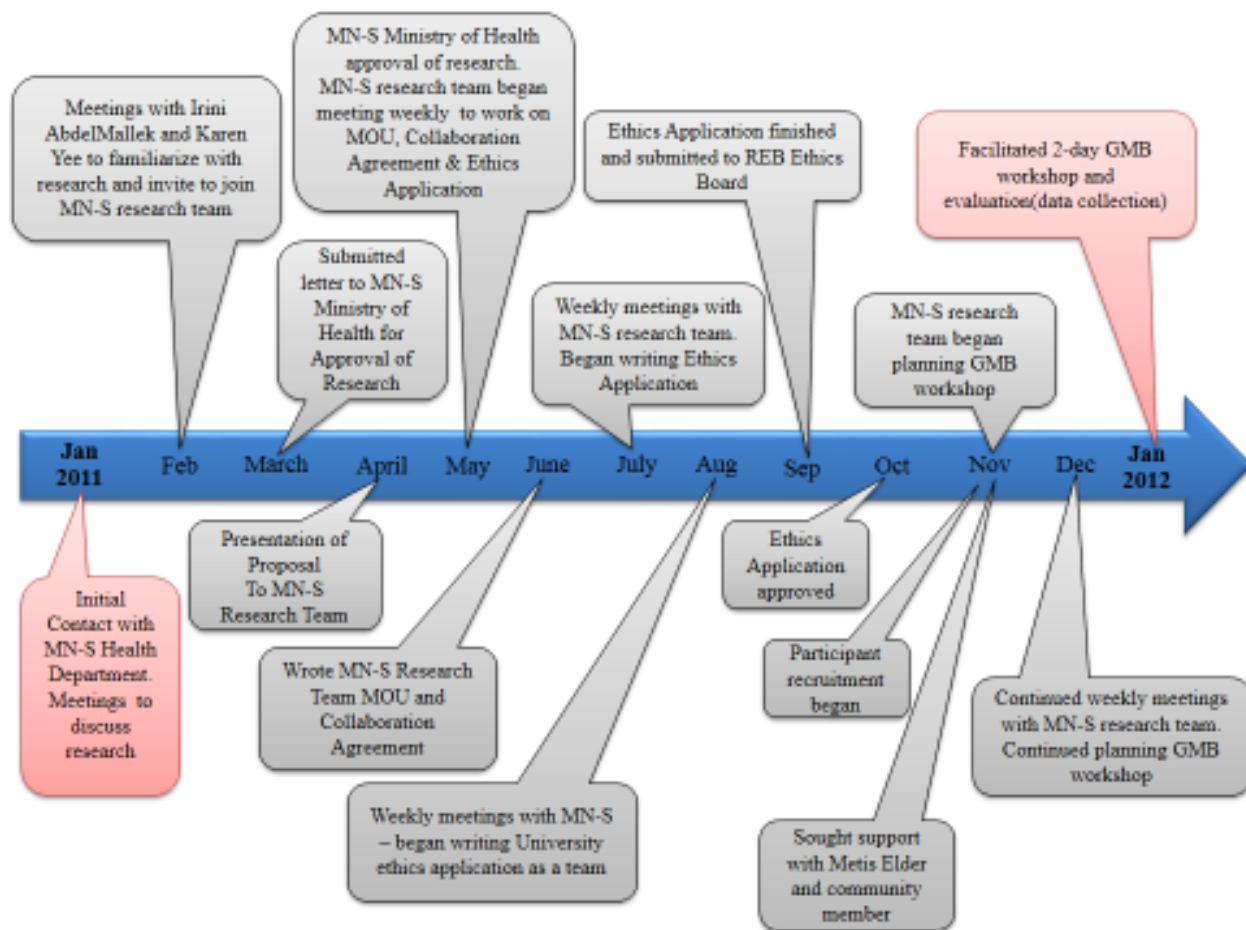 MN-S Ministry of Health
approval of research.
MN-S research team began
meeting weekly to work on
MOU, Collaboration
Agreement & Ethics
Application
Meetings with Irini
AbdelMallek and Karen
Yee to familiarize with
research and invite to join
MN-S research team
Ethics Application finished
and submitted to REB Ethics
Board
Facilitated 2-day GMB
workshop and
evaluation(data collection)
Submitted
letter to MN-S
Ministry of
Health for
Approval of
Research
Weekly meetings with
MN-S research team.
Began writing Ethics
Application
MN-S research
team began
planning GMB
workshop
Jan
2011
Feb
March
April
May
June
July
Aug
Sep
Oct
Nov
Dec
Jan
2012
Initial
Contact with
MN-S Health
Department.
Meetings to
discuss
research
Presentation of
Proposal
To MN-S
Research Team
Wrote MN-S Research
Team MOU and
Collaboration
Agreement
Weekly meetings with MN-S
– began writing University
ethics application as a team
Ethics
Application
approved
Participant
recruitment
began
Sought support
with Metis Elder
and community
member
Continued weekly meetings
with MN-S research team.
Continued planning GMB
workshop